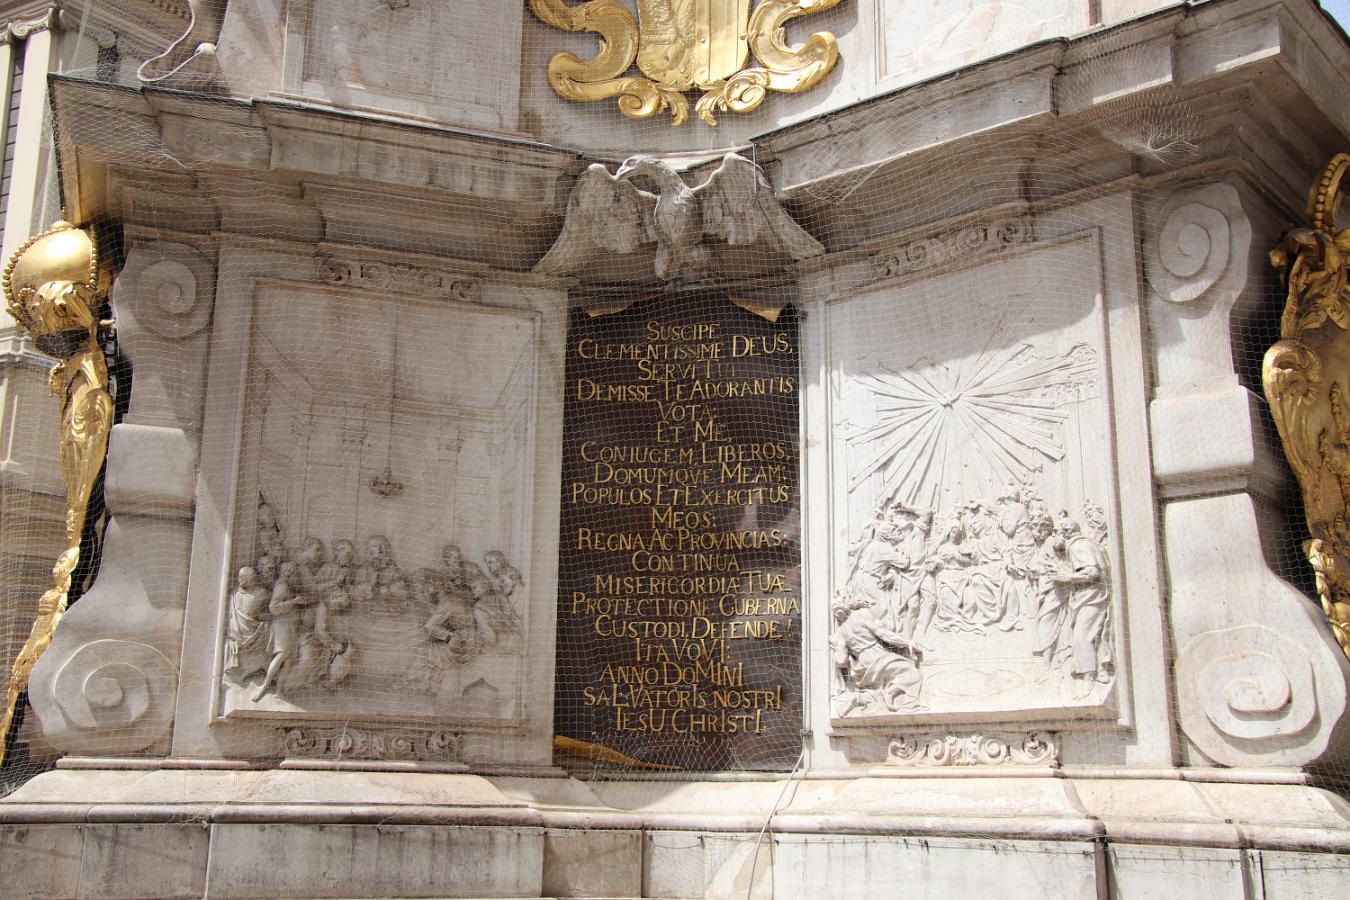 SUSCIPE
CLEMENTISSIME DEUS,
SERVI TUI
DEMISSE TE ADORANTIS
VOTA;
ET ME,
CONIUGEM, LIBEROS,
DOMUMQVE MEAM:
POPULOS ET EXERCITUS
MEOS:
REGNA AC PROVINCIAS:
CONTINUA
MISERICORDIÆ TUÆ
PROTECTIONE GUBERNA
CUSTODI, DEFENDE!
ITA VOVI:
ANNO DOMINI
SALVATORIS NOSTRI
IESU CHRISTI.